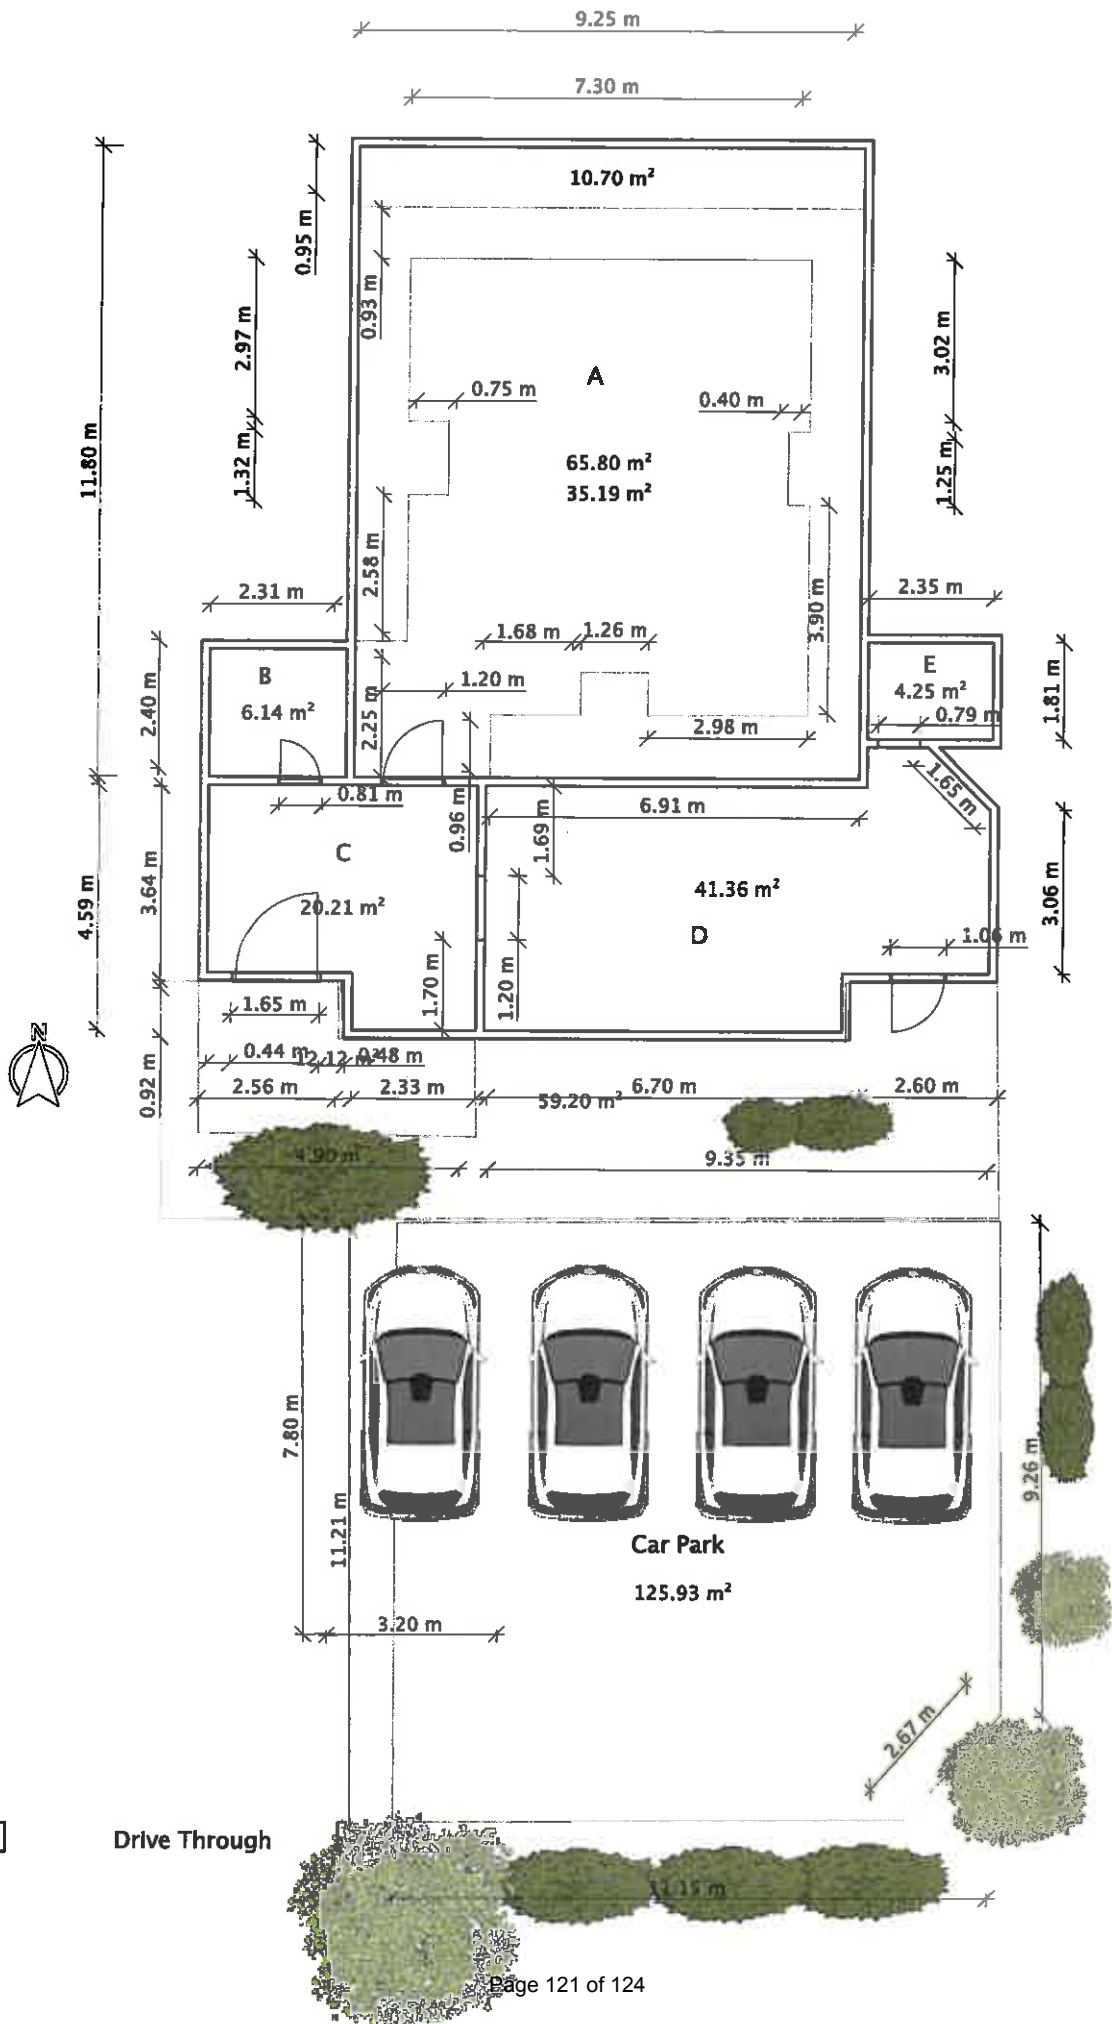 9.25 m
7.30 m
10.70 m²
0.95 m
0.93 m
2.97 m
3.02 m
A
0.75 m
0.40 m
11.80 m
1.32 m
65.80 m²
35.19 m²
1.25 m
2.58 m
2.31 m
2.35 m
3.90 m
1.68 m
1.26 m
B
E
6.14 m²
2.40 m
2.25 m
1.20 m
4.25 m²
0.79 m
1.81 m
2.98 m
1.65 m
0.81 m
0.96 m
1.69 m
6.91 m
C
3.64 m
4.59 m
20.21 m²
41.36 m²
D
3.06 m
1.06 m
1.70 m
1.20 m
1.65 m
N
0.44 m
12.12 m²
0.48 m
0.92 m
2.56 m
2.33 m
59.20 m²
6.70 m
2.60 m
4.90 m
9.35 m
7.80 m
11.21 m
9.26 m
Car Park
125.93 m²
3.20 m
2.67 m
Drive Through
Page 121 of 124